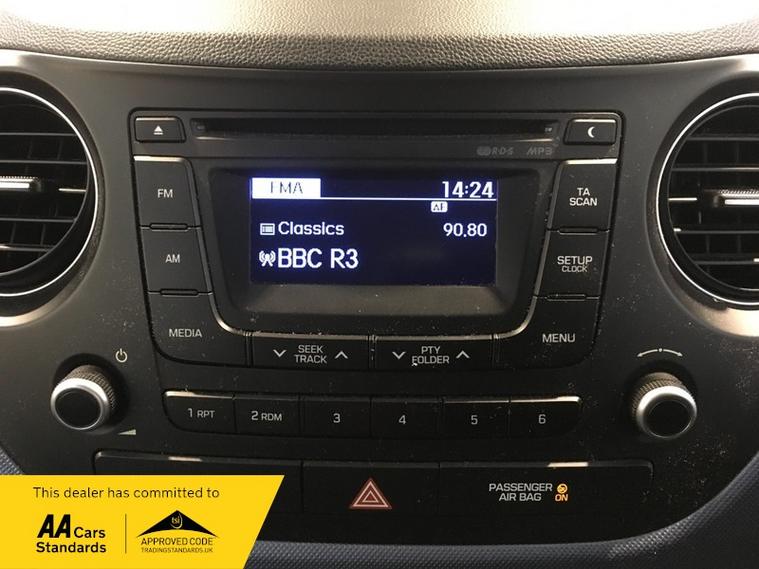 R·D·S MP3
FMA 14:24
AF
Classics 90.80
BBC R3
FM
AM
MEDIA
TA
SCAN
SETUP
CLOCK
MENU
SEEK
TRACK
PTY
FOLDER
1 RPT 2 RDM 3 4 5 6
PASSENGER
AIR BAG ON
This dealer has committed to
AA Cars
Standards
tsi
APPROVED CODE
TRADINGSTANDARDS.UK